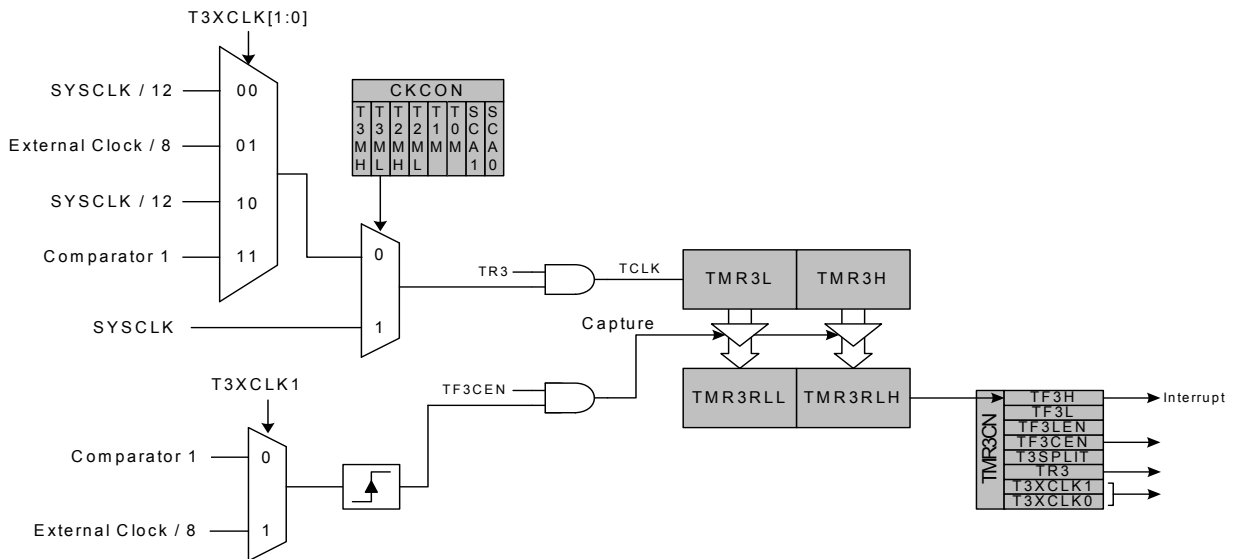 T3XCLK[1:0]
SYSCLK / 12
00
External Clock / 8
01
SYSCLK / 12
10
Comparator 1
11
CKCON
T3MH
T3ML
T2MH
T2ML
T1M
T0M
SCA1
SCA0
0
SYSCLK
1
TR3
TCLK
TMR3L
TMR3H
Capture
TMR3RLL
TMR3RLH
T3XCLK1
TF3CEN
Comparator 1
0
External Clock / 8
1
TMR3CN
TF3H
Interrupt
TF3L
TF3LEN
TF3CEN
T3SPLIT
TR3
T3XCLK1
T3XCLK0